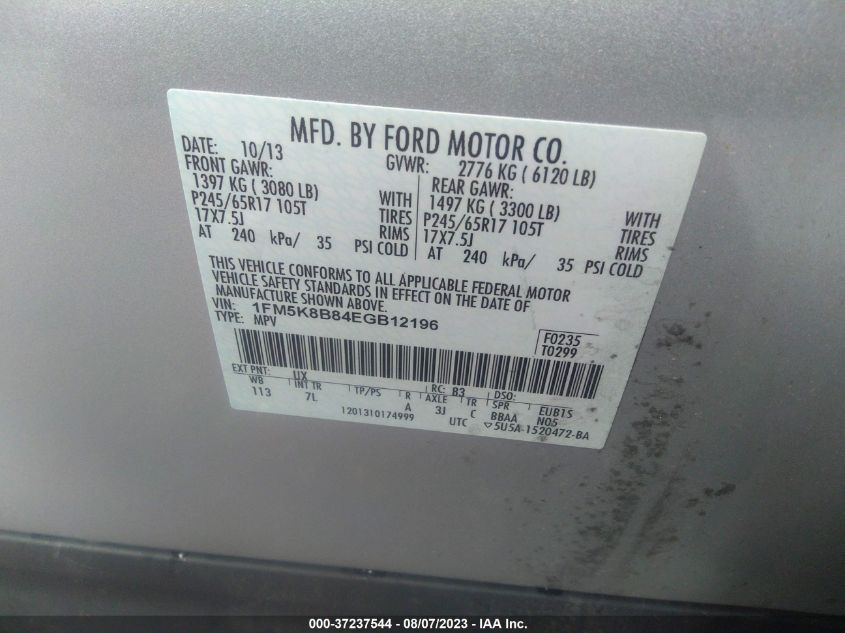 MFD. BY FORD MOTOR CO.
DATE: 10/13
GVWR: 2776 KG ( 6120 LB)
FRONT GAWR:
1397 KG ( 3080 LB) WITH
P245/65R17 105T TIRES
17X7.5J RIMS
AT 240 kPa/ 35 PSI COLD
REAR GAWR:
1497 KG ( 3300 LB) WITH
P245/65R17 105T TIRES
17X7.5J RIMS
AT 240 kPa/ 35 PSI COLD
THIS VEHICLE CONFORMS TO ALL APPLICABLE FEDERAL MOTOR
VEHICLE SAFETY STANDARDS IN EFFECT ON THE DATE OF
MANUFACTURE SHOWN ABOVE.
VIN: 1FM5K8B84EGB12196
TYPE: MPV
F0235
T0299
EXT PNT: UX RC: B3 DSO:
WB INT TR TP/PS R AXLE TR SPR EUB1S
113 7L A 3J C BBAA N05
1201310174999 UTC ▽5U5A-1520472-BA
000-37237544 - 08/07/2023 - IAA Inc.